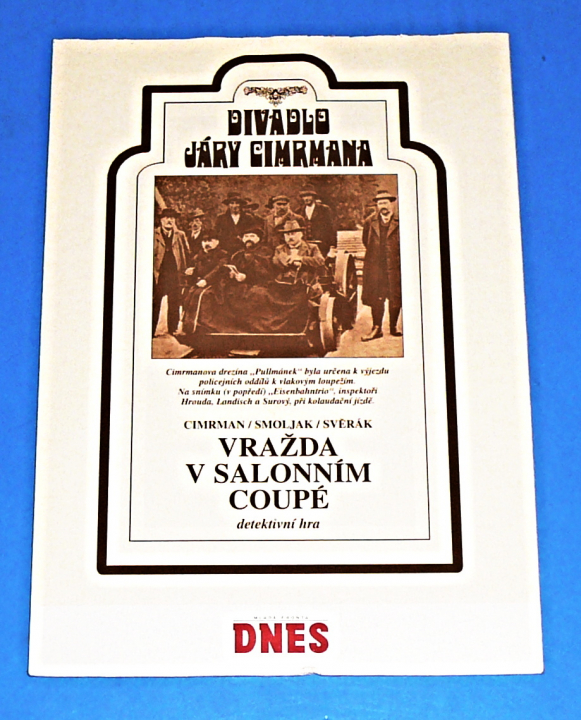 DIVADLO
JÁRY CIMRMANA
Cimrmanova drezína „Pullmánek“ byla určena k výjezdu
policejních oddílů k vlakovým loupežím.
Na snímku (v popředí) „Eisenbahntrio“, inspektoři
Hrouda, Landisch a Surový, při kolaudační jízdě.
CIMRMAN / SMOLJAK / SVĚRÁK
VRAŽDA
V SALONNÍM
COUPÉ
detektivní hra
DNES